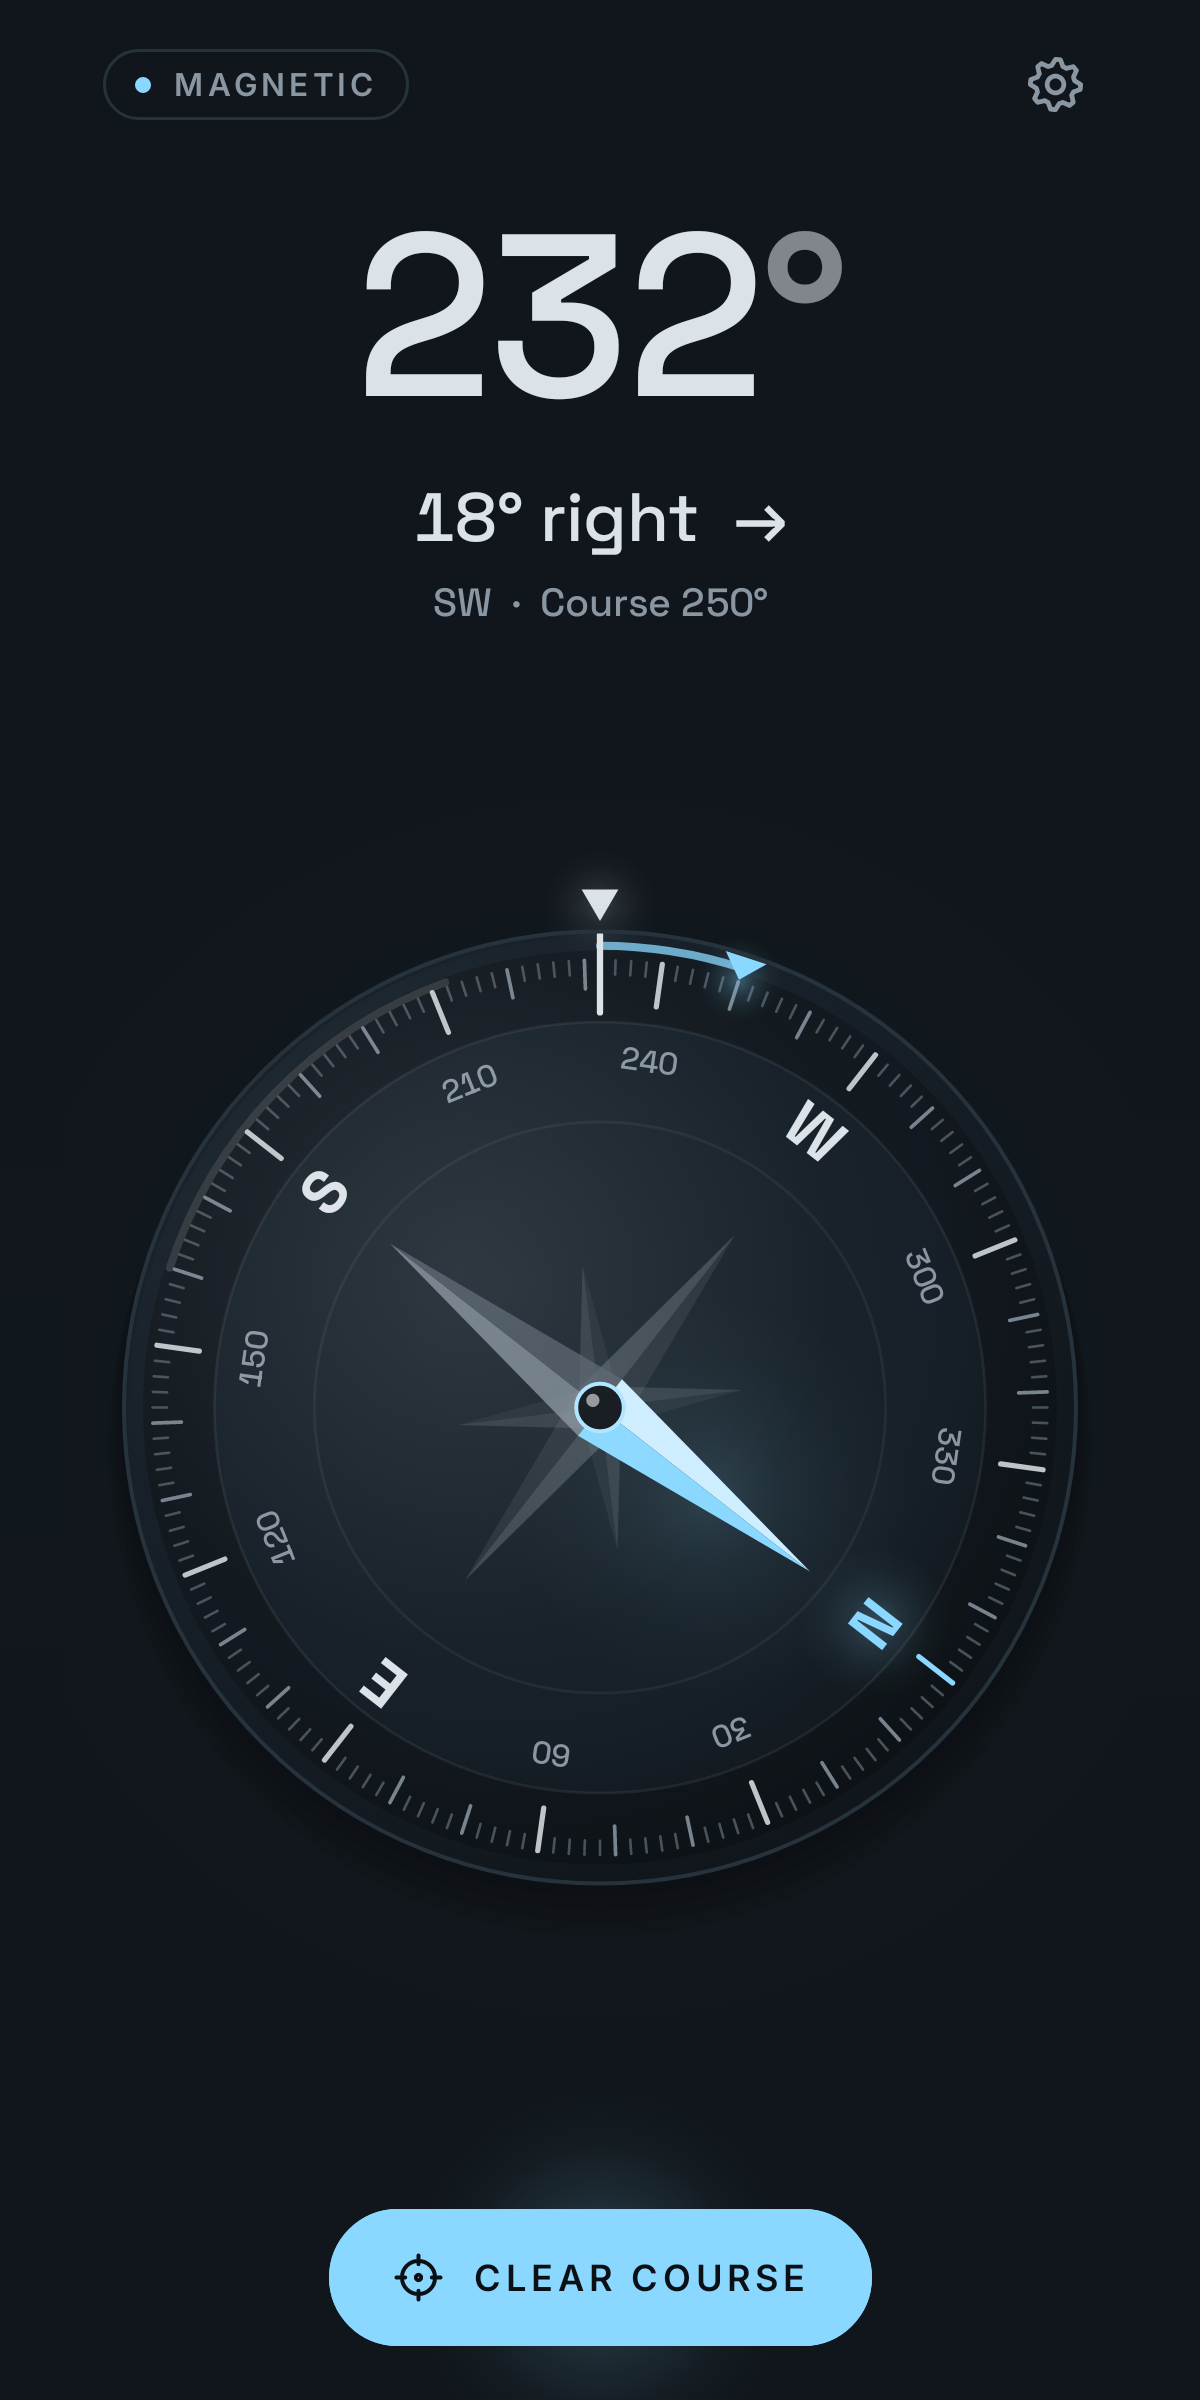 MAGNETIC
232°
18° right →
SW · Course 250°
240
210
W
S
300
150
330
120
N
E
30
60
CLEAR COURSE